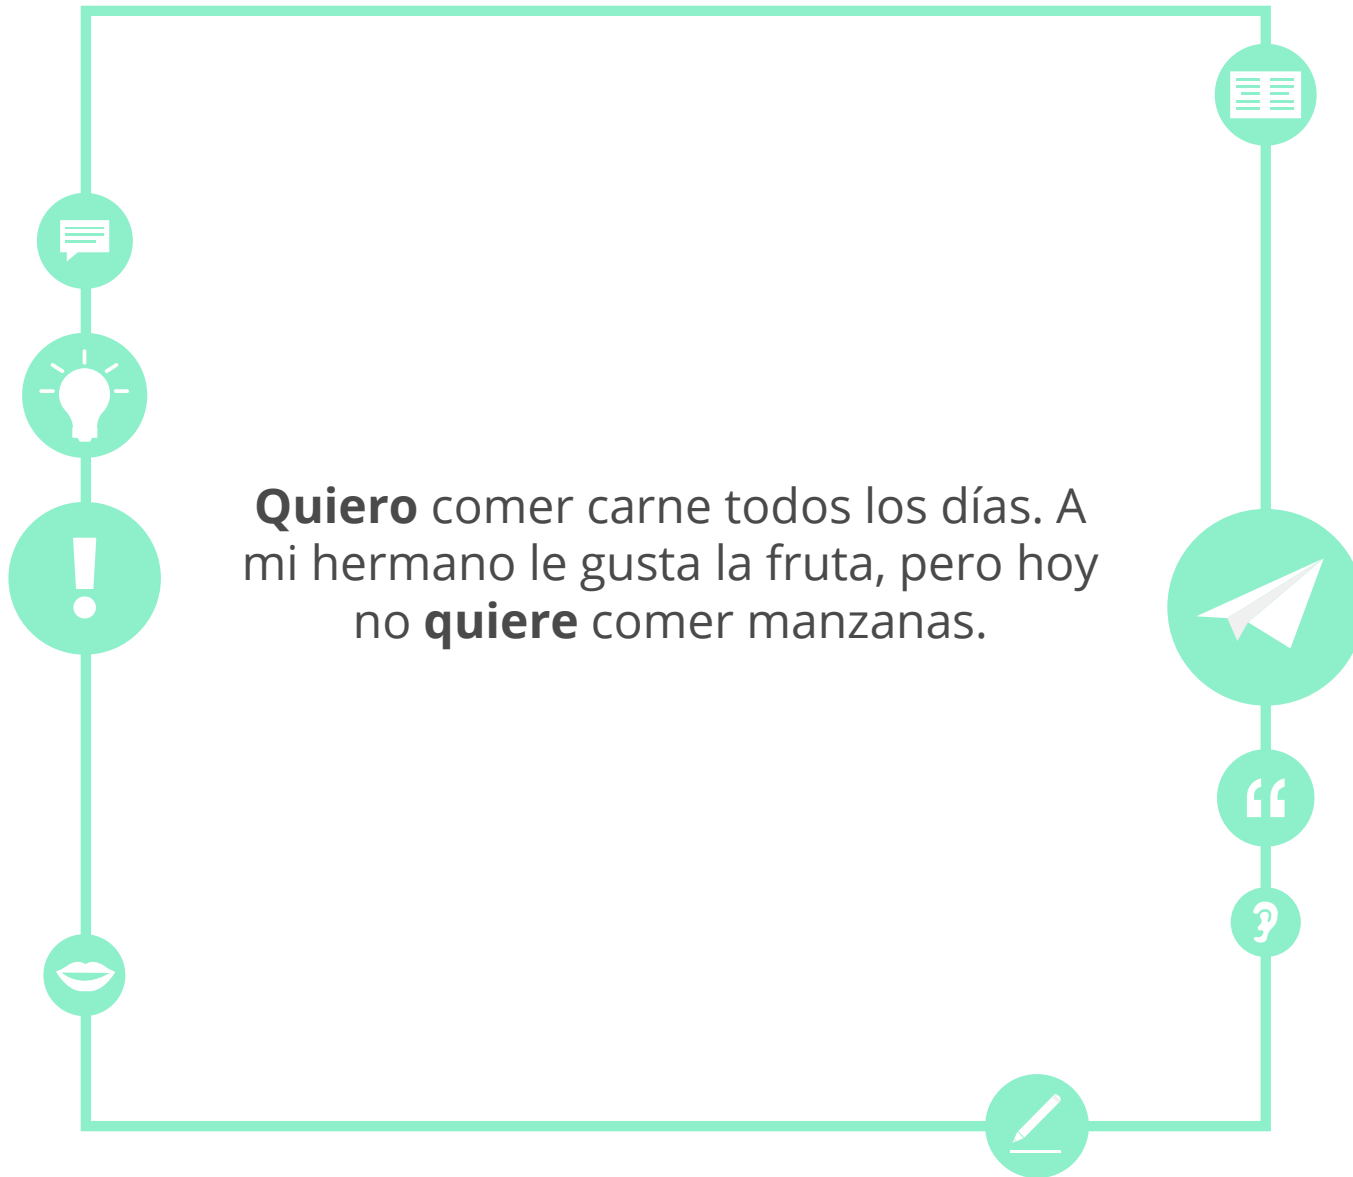 Quiero comer carne todos los días. A
mi hermano le gusta la fruta, pero hoy
no quiere comer manzanas.